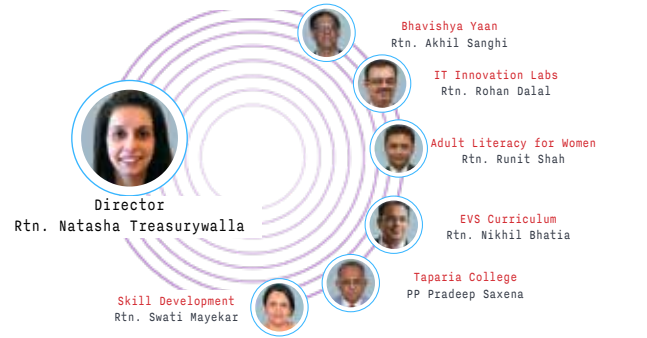 Bhavishya Yaan
Rtn. Akhil Sanghi
IT Innovation Labs
Rtn. Rohan Dalal
Adult Literacy for Women
Rtn. Runit Shah
Director
Rtn. Natasha Treasurywalla
EVS Curriculum
Rtn. Nikhil Bhatia
Taparia College
PP Pradeep Saxena
Skill Development
Rtn. Swati Mayekar